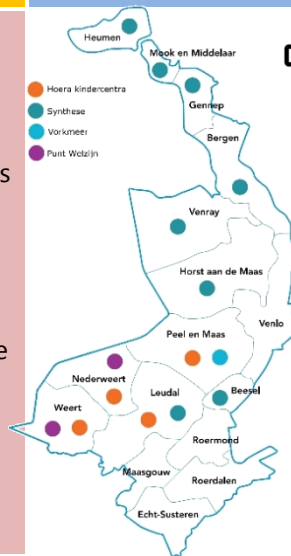 Heumen
Mook en Middelaar
Hoera kindercentra
Synthese
Vorkmeer
Punt Welzijn
Gennep
Bergen
s
Venray
Horst aan de Maas
Venlo
Peel en Maas
e
Nederweert
Leudal
Beesel
Weert
Roermond
Maasgouw
Roerdalen
Echt-Susteren